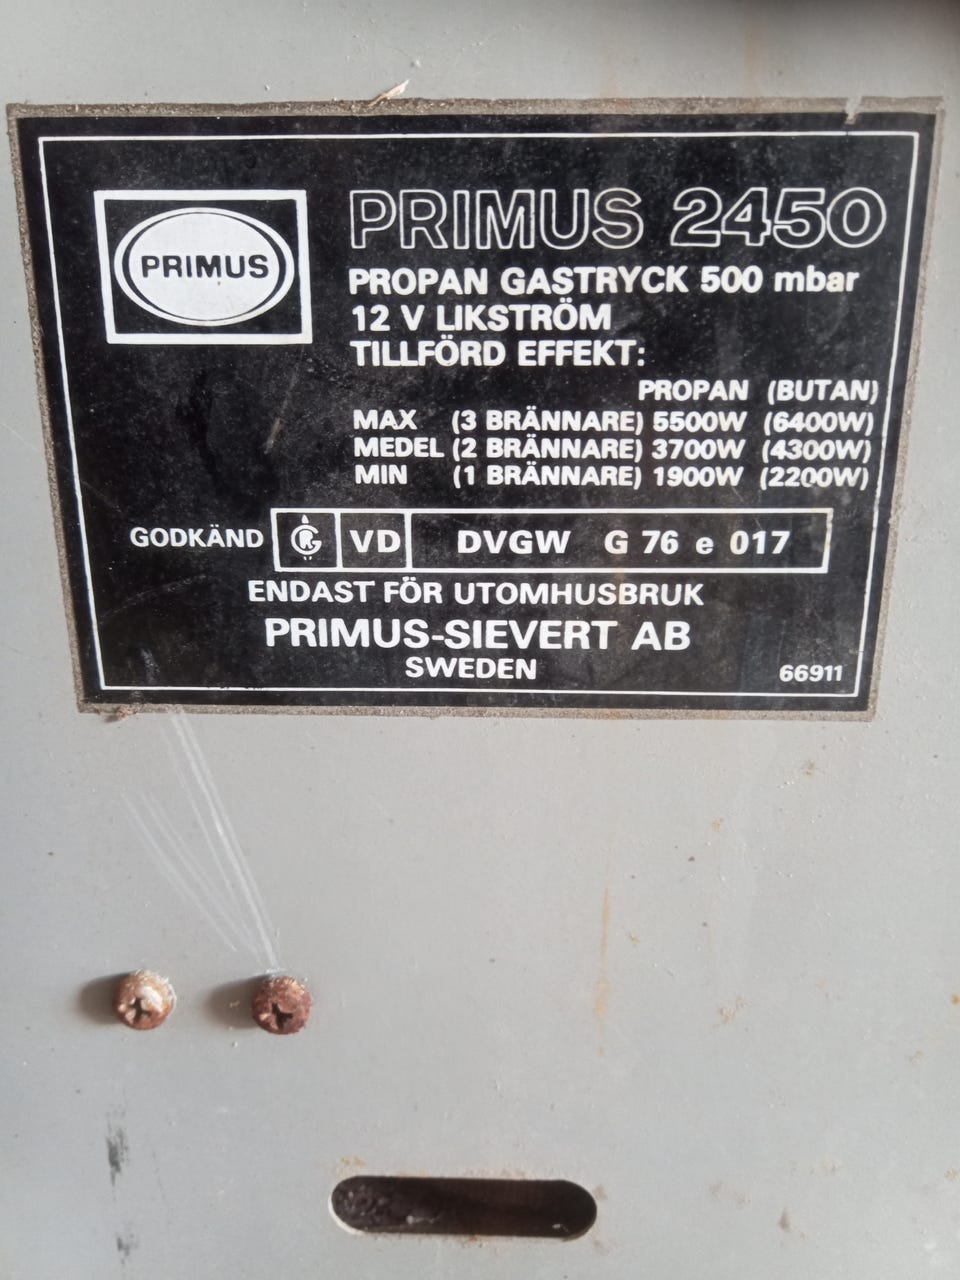 PRIMUS
PRIMUS 2450
PROPAN GASTRYCK 500 mbar
12 V LIKSTRÖM
TILLFÖRD EFFEKT:
PROPAN (BUTAN)
MAX (3 BRÄNNARE) 5500W (6400W)
MEDEL (2 BRÄNNARE) 3700W (4300W)
MIN (1 BRÄNNARE) 1900W (2200W)
GODKÄND VD DVGW G 76 e 017
ENDAST FÖR UTOMHUSBRUK
PRIMUS-SIEVERT AB
SWEDEN
66911